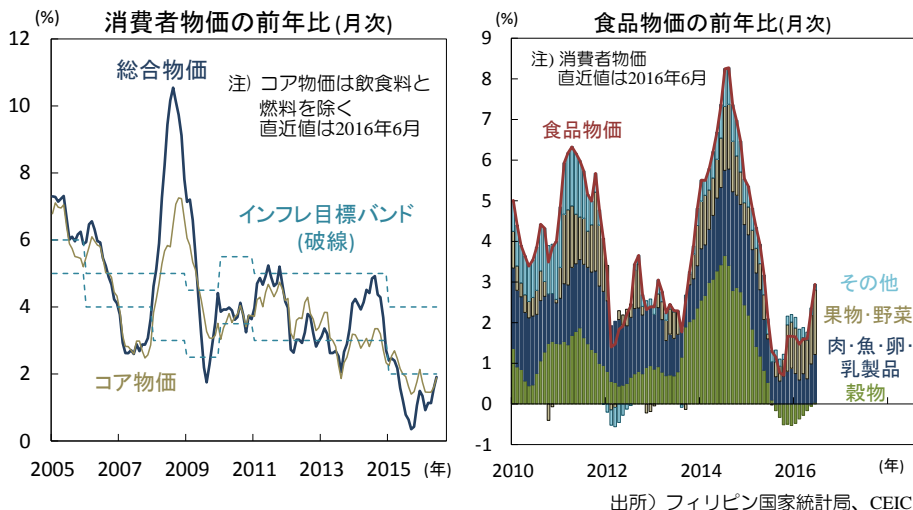 消費者物価の前年比(月次)
(%)
12
10
8
6
4
2
0
総合物価
注) コア物価は飲食料と
燃料を除く
直近値は2016年6月
インフレ目標バンド
(破線)
コア物価
2005
2007
2009
2011
2013
2015
(年)
食品物価の前年比(月次)
(%)
9
8
7
6
5
4
3
2
1
0
-1
注) 消費者物価
直近値は2016年6月
食品物価
その他
果物・野菜
肉・魚・卵・
乳製品
穀物
2010
2012
2014
2016
(年)
出所) フィリピン国家統計局、CEIC